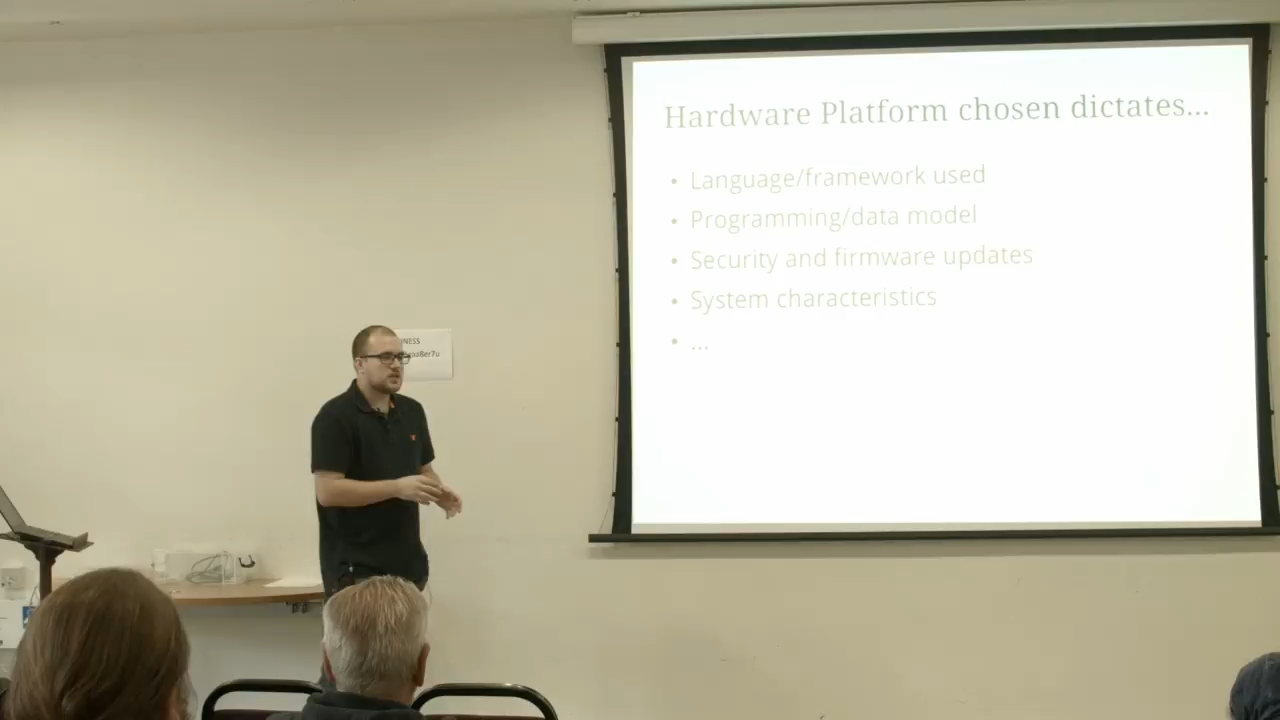 Hardware Platform chosen dictates...
• Language/framework used
• Programming/data model
• Security and firmware updates
• System characteristics
• ...